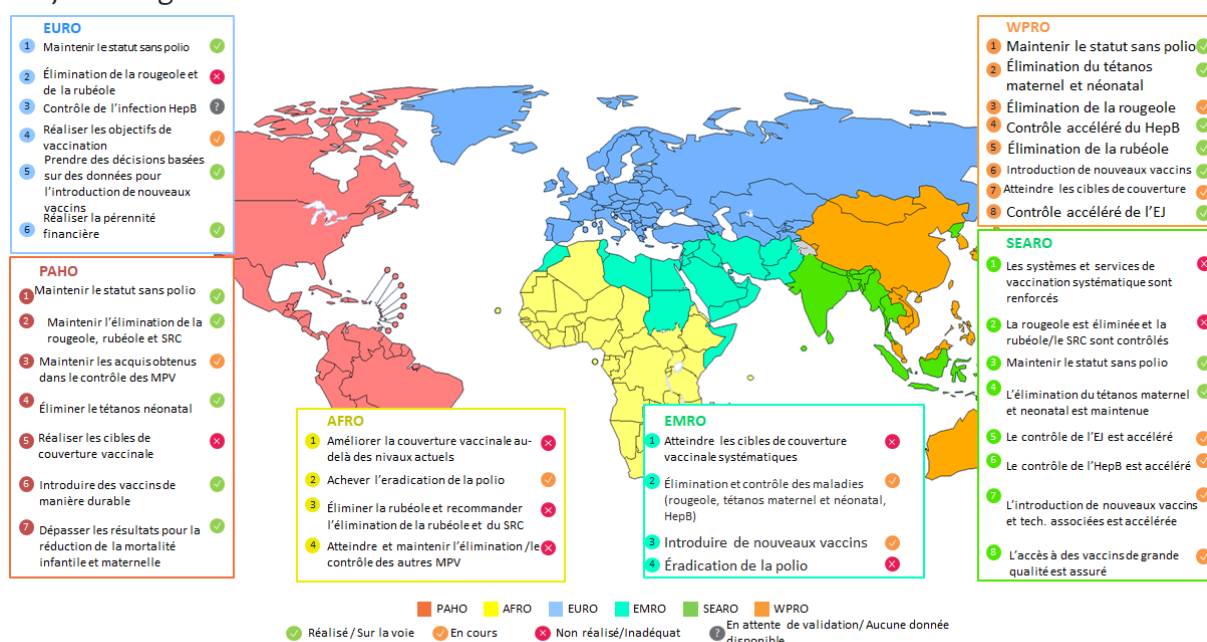 EURO
1 Maintenir le statut sans polio
2 Élimination de la rougeole et
de la rubéole
3 Contrôle de l'infection HepB
?
4 Réaliser les objectifs de
vaccination
5 Prendre des décisions basées
sur des données pour
l'introduction de nouveaux
vaccins
6 Réaliser la pérennité
financière
PAHO
1 Maintenir le statut sans polio
2 Maintenir l'élimination de la
rougeole, rubéole et SRC
3 Maintenir les acquis obtenus
dans le contrôle des MPV
4 Éliminer le tétanos néonatal
5 Réaliser les cibles de
couverture vaccinale
6 Introduire des vaccins de
manière durable
7 Dépasser les résultats pour la
réduction de la mortalité
infantile et maternelle
AFRO
1 Améliorer la couverture vaccinale au-
delà des nivaux actuels
2 Achever l'eradication de la polio
3 Éliminer la rubéole et recommander
l'élimination de la rubéole et du SRC
4 Atteindre et maintenir l'élimination /le
contrôle des autres MPV
EMRO
1 Atteindre les cibles de couverture
vaccinale systématiques
2 Élimination et contrôle des maladies
(rougeole, tétanos maternel et néonatal,
HepB)
3 Introduire de nouveaux vaccins
4 Éradication de la polio
WPRO
1 Maintenir le statut sans polio
2 Élimination du tétanos
maternel et néonatal
3 Élimination de la rougeole
4 Contrôle accéléré du HepB
5 Élimination de la rubéole
6 Introduction de nouveaux vaccins
7 Atteindre les cibles de couverture
8 Contrôle accéléré de l'EJ
SEARO
1 Les systèmes et services de
vaccination systématique sont
renforcés
2 La rougeole est éliminée et la
rubéole/le SRC sont contrôlés
3 Maintenir le statut sans polio
4 L'élimination du tétanos maternel
et neonatal est maintenue
5 Le contrôle de l'EJ est accéléré
6 Le contrôle de l'HepB est accéléré
7 L'introduction de nouveaux vaccins
et tech. associées est accélérée
8 L'accès à des vaccins de grande
qualité est assuré
PAHO AFRO EURO EMRO SEARO WPRO
Réalisé / Sur la voie En cours Non réalisé/Inadéquat ? En attente de validation/ Aucune donnée
disponible